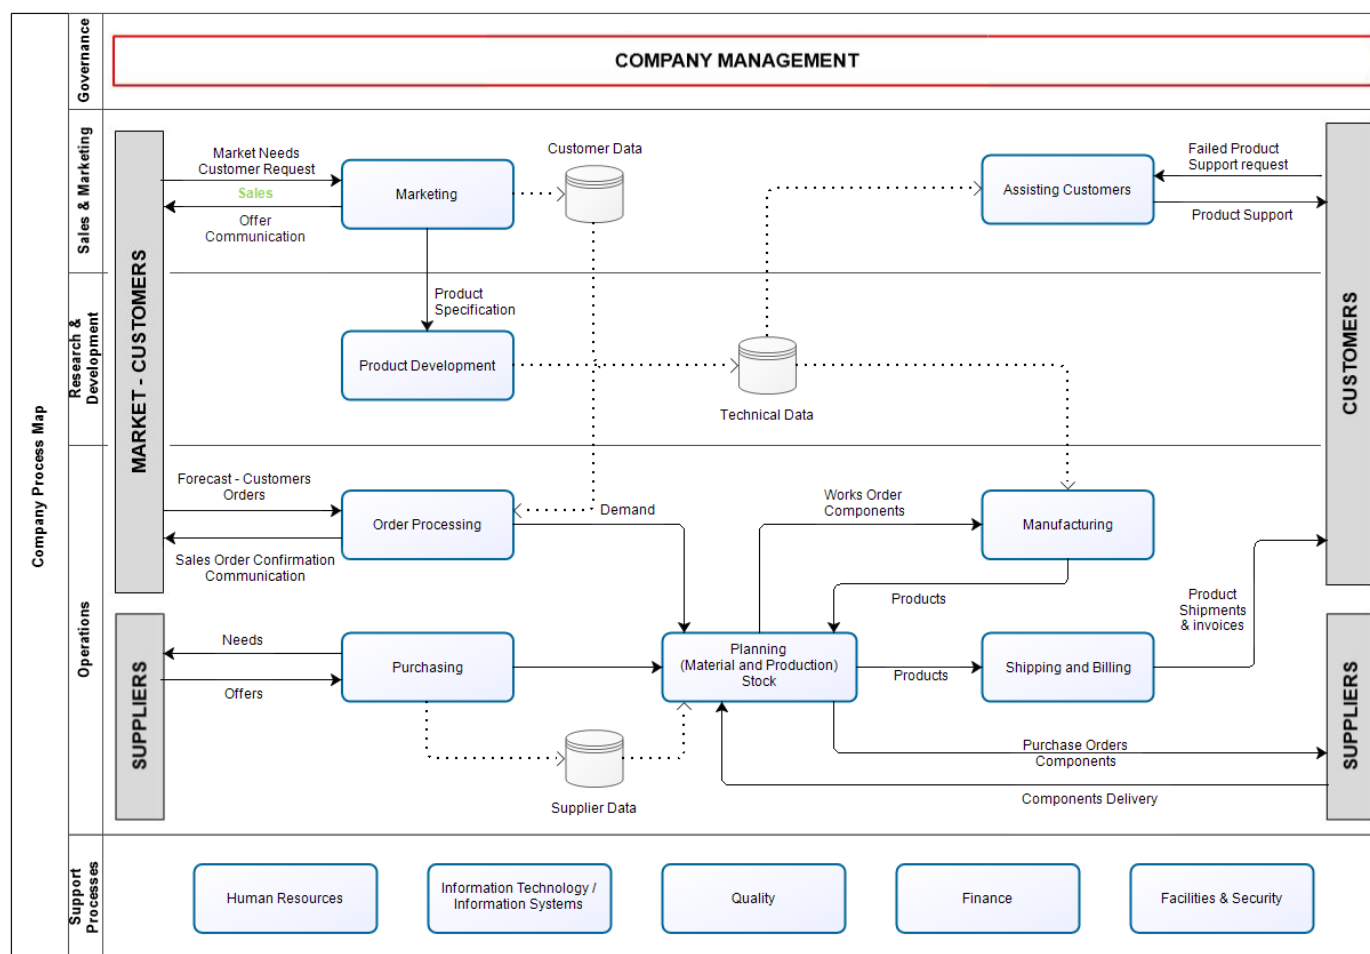 Company Process Map
Governance
COMPANY MANAGEMENT
Sales & Marketing
MARKET - CUSTOMERS
Market Needs
Customer Request
Sales
Offer
Communication
Marketing
Customer Data
Assisting Customers
Failed Product
Support request
Product Support
CUSTOMERS
Research &
Development
Product
Specification
Product Development
Technical Data
Operations
Forecast - Customers
Orders
Order Processing
Sales Order Confirmation
Communication
Demand
Works Order
Components
Manufacturing
Products
Product
Shipments
& invoices
SUPPLIERS
Needs
Offers
Purchasing
Planning
(Material and Production)
Stock
Products
Shipping and Billing
SUPPLIERS
Supplier Data
Purchase Orders
Components
Components Delivery
Support
Processes
Human Resources
Information Technology /
Information Systems
Quality
Finance
Facilities & Security